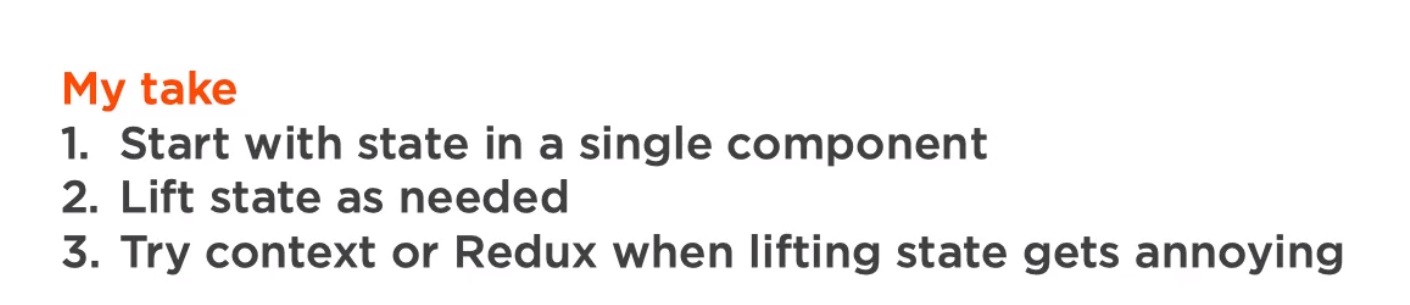 My take
1. Start with state in a single component
2. Lift state as needed
3. Try context or Redux when lifting state gets annoying